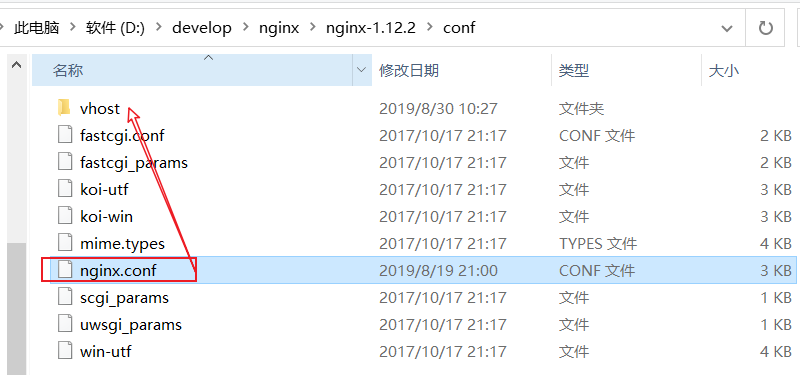 此电脑 > 软件 (D:) > develop > nginx > nginx-1.12.2 > conf
名称 修改日期 类型 大小
vhost 2019/8/30 10:27 文件夹
fastcgi.conf 2017/10/17 21:17 CONF 文件 2 KB
fastcgi_params 2017/10/17 21:17 文件 2 KB
koi-utf 2017/10/17 21:17 文件 3 KB
koi-win 2017/10/17 21:17 文件 3 KB
mime.types 2017/10/17 21:17 TYPES 文件 4 KB
nginx.conf 2019/8/19 21:00 CONF 文件 3 KB
scgi_params 2017/10/17 21:17 文件 1 KB
uwsgi_params 2017/10/17 21:17 文件 1 KB
win-utf 2017/10/17 21:17 文件 4 KB